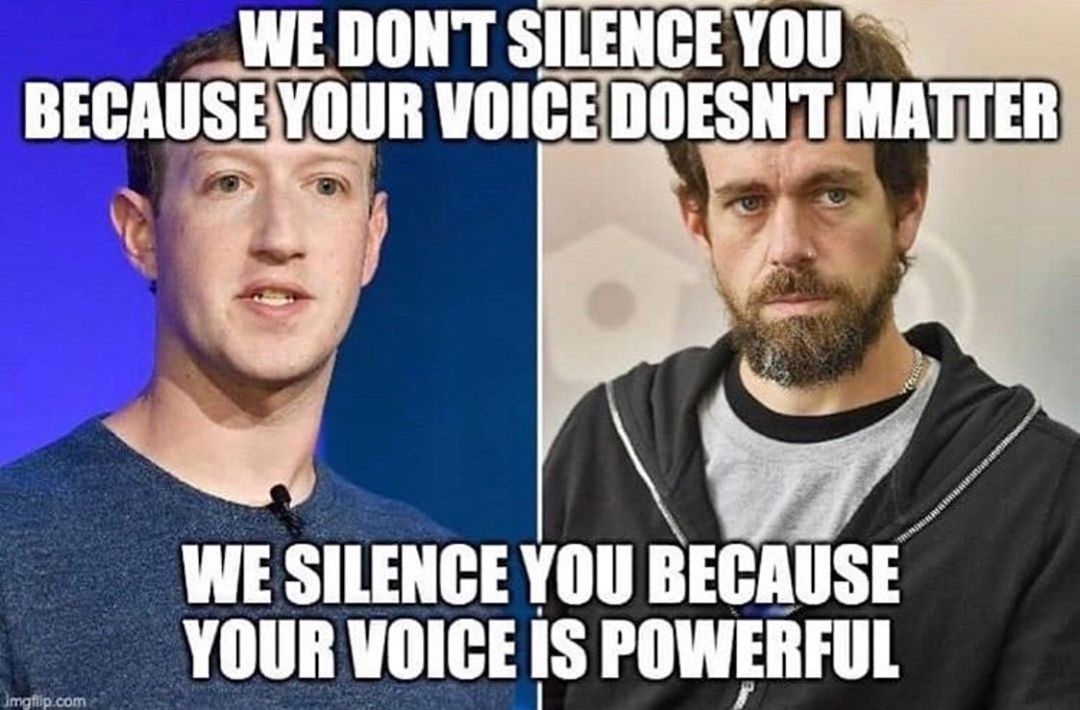 WE DON'T SILENCE YOU
BECAUSE YOUR VOICE DOESN'T MATTER
WE SILENCE YOU BECAUSE
YOUR VOICE IS POWERFUL
imgflip.com